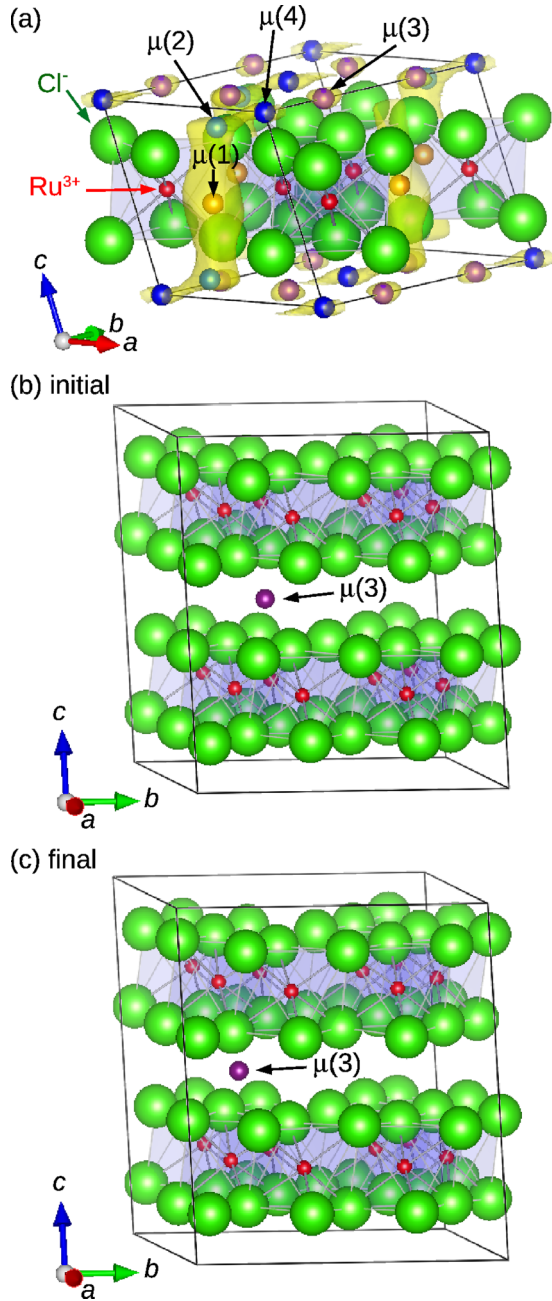 (a)
μ(2)
μ(4)
μ(3)
Cl⁻
μ(1)
Ru³⁺
c
b
a
(b) initial
μ(3)
c
b
a
(c) final
μ(3)
c
b
a